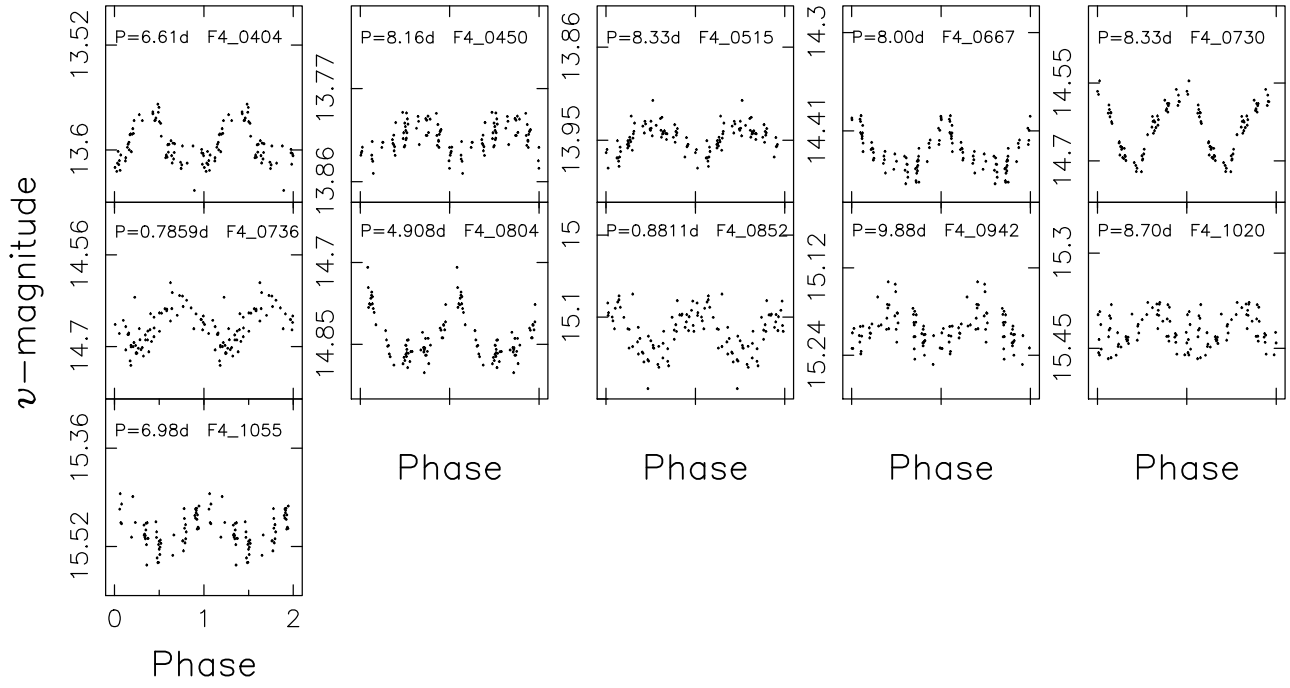 v-magnitude
P=6.61d F4_0404
13.52
13.6
P=8.16d F4_0450
13.77
13.86
P=8.33d F4_0515
13.86
13.95
P=8.00d F4_0667
14.3
14.41
P=8.33d F4_0730
14.55
14.7
P=0.7859d F4_0736
14.56
14.7
P=4.908d F4_0804
14.7
14.85
P=0.8811d F4_0852
15
15.1
P=9.88d F4_0942
15.12
15.24
P=8.70d F4_1020
15.3
15.45
P=6.98d F4_1055
15.36
15.52
0 1 2
Phase
Phase
Phase
Phase
Phase